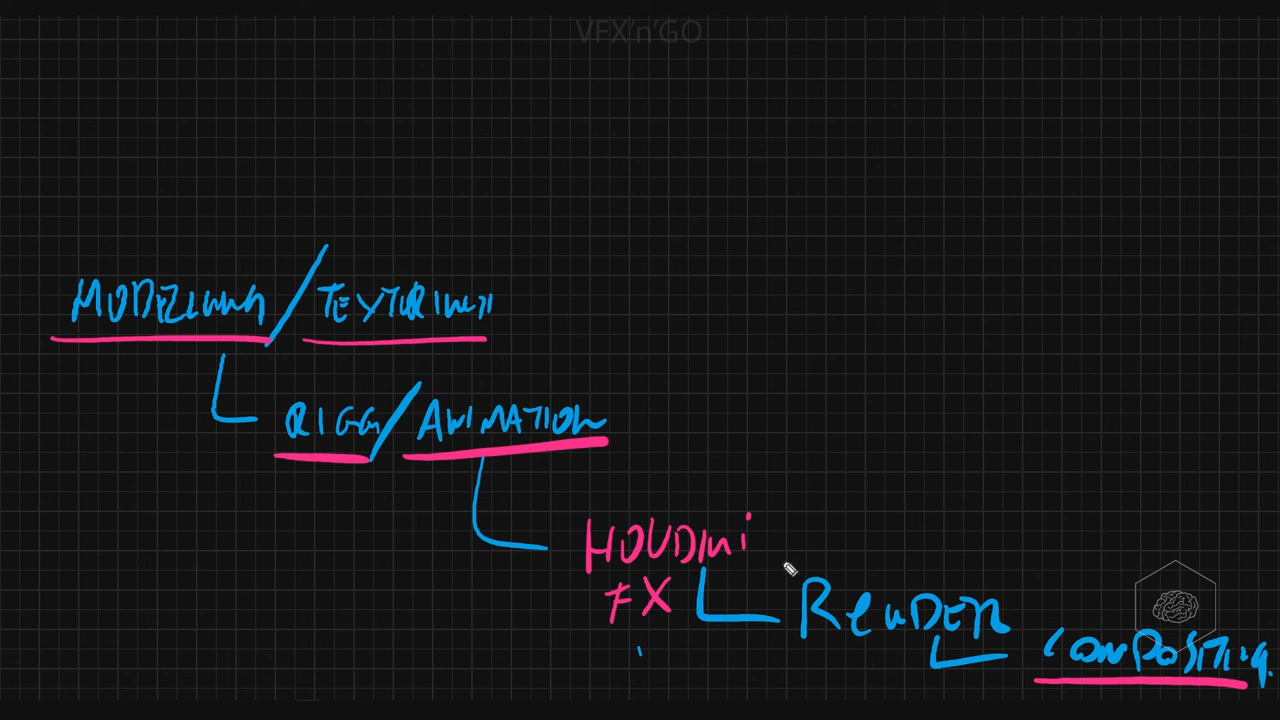 VFX'n'GO
MODELING / TEXTURING
RIGG / ANIMATION
HOUDINI
FX
RENDER
COMPOSITING